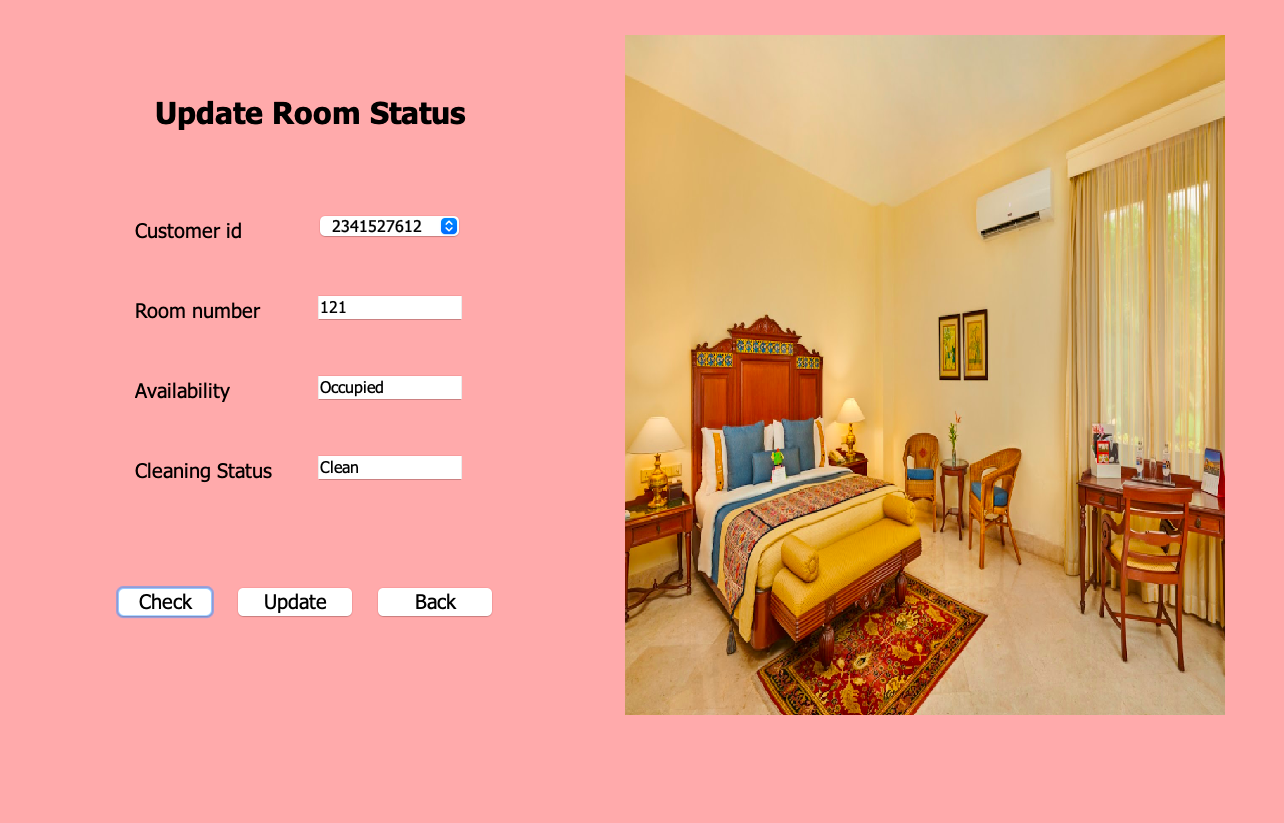 Update Room Status
Customer id 2341527612
Room number 121
Availability Occupied
Cleaning Status Clean
Check Update Back